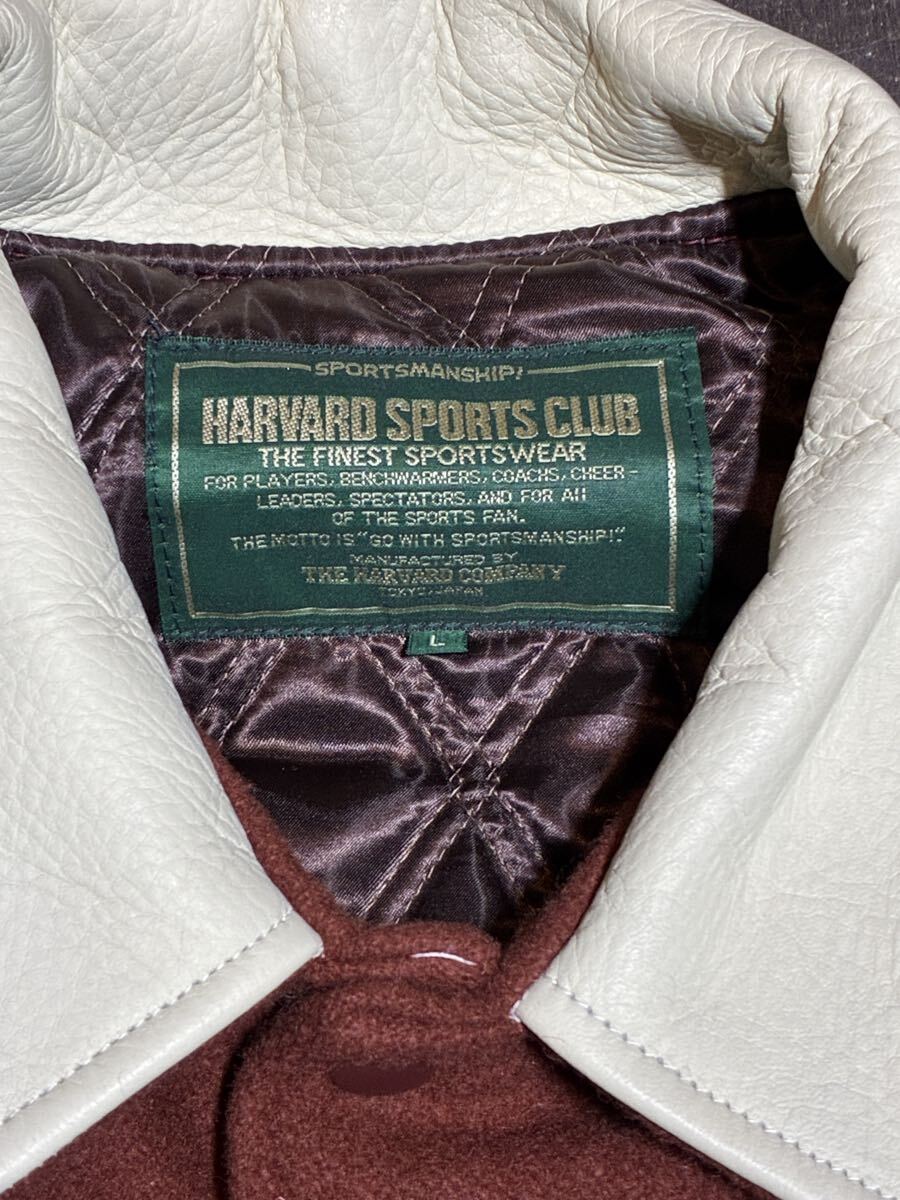 SPORTSMANSHIP!
HARVARD SPORTS CLUB
THE FINEST SPORTSWEAR
FOR PLAYERS, BENCHWARMERS, COACHS, CHEER-
LEADERS, SPECTATORS, AND FOR All
OF THE SPORTS FAN.
THE MOTTO IS "GO WITH SPORTSMANSHIP!".
MANUFACTURED BY
THE HARVARD COMPANY
TOKYO, JAPAN
L